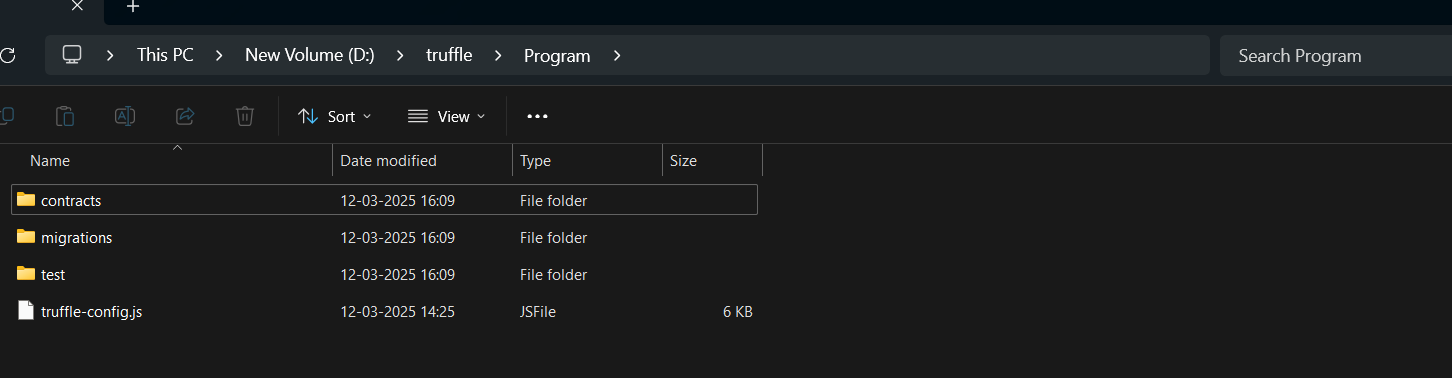 This PC > New Volume (D:) > truffle > Program >
Search Program
Sort
View
Name Date modified Type Size
contracts 12-03-2025 16:09 File folder
migrations 12-03-2025 16:09 File folder
test 12-03-2025 16:09 File folder
truffle-config.js 12-03-2025 14:25 JSFile 6 KB